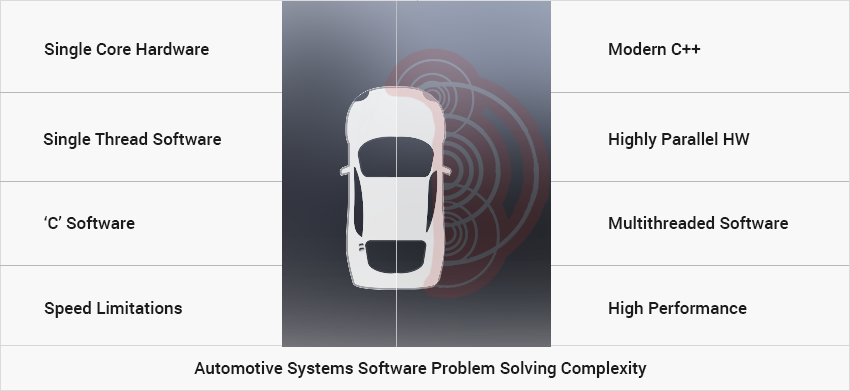 Single Core Hardware
Modern C++
Single Thread Software
Highly Parallel HW
‘C’ Software
Multithreaded Software
Speed Limitations
High Performance
Automotive Systems Software Problem Solving Complexity